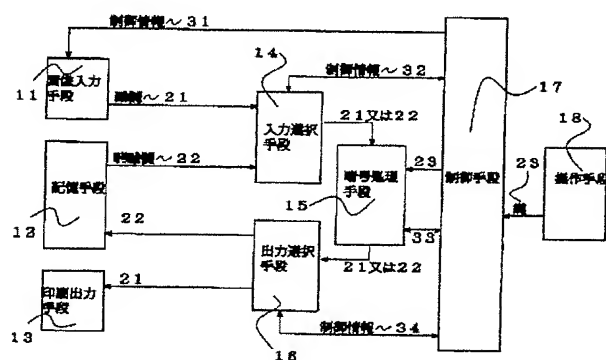 制御情報～31
11
画像入力
手段
画像～21
14
制御情報～32
17
18
入力選択
手段
21又は22
暗号画像～22
記憶手段
12
暗号処理
手段
15
23
制御手段
鍵
23
操作手段
33
22
出力選択
手段
21又は22
21
印刷出力
手段
13
16
制御情報～34